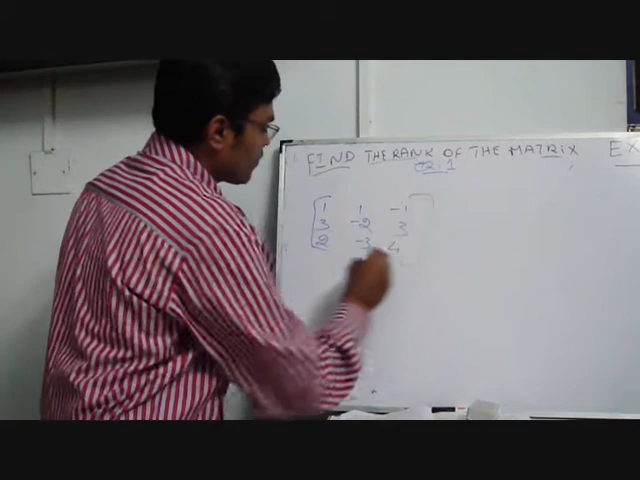 FIND THE RANK OF THE MATRIX EX
1 1 -1
3 -2 3
2 -3 4